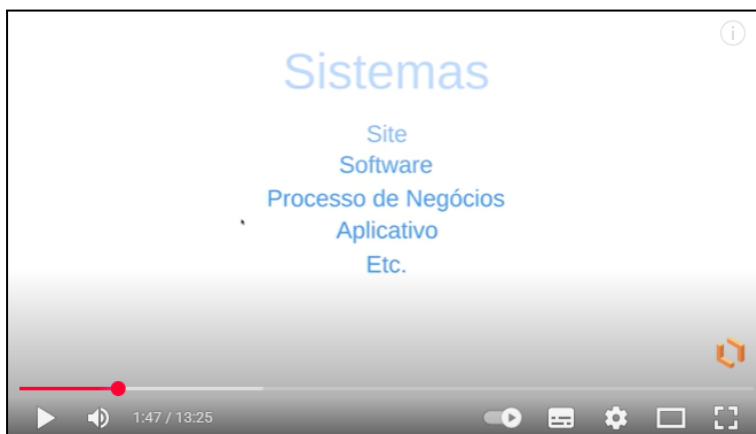 Sistemas
Site
Software
Processo de Negócios
Aplicativo
Etc.
1:47 / 13:25